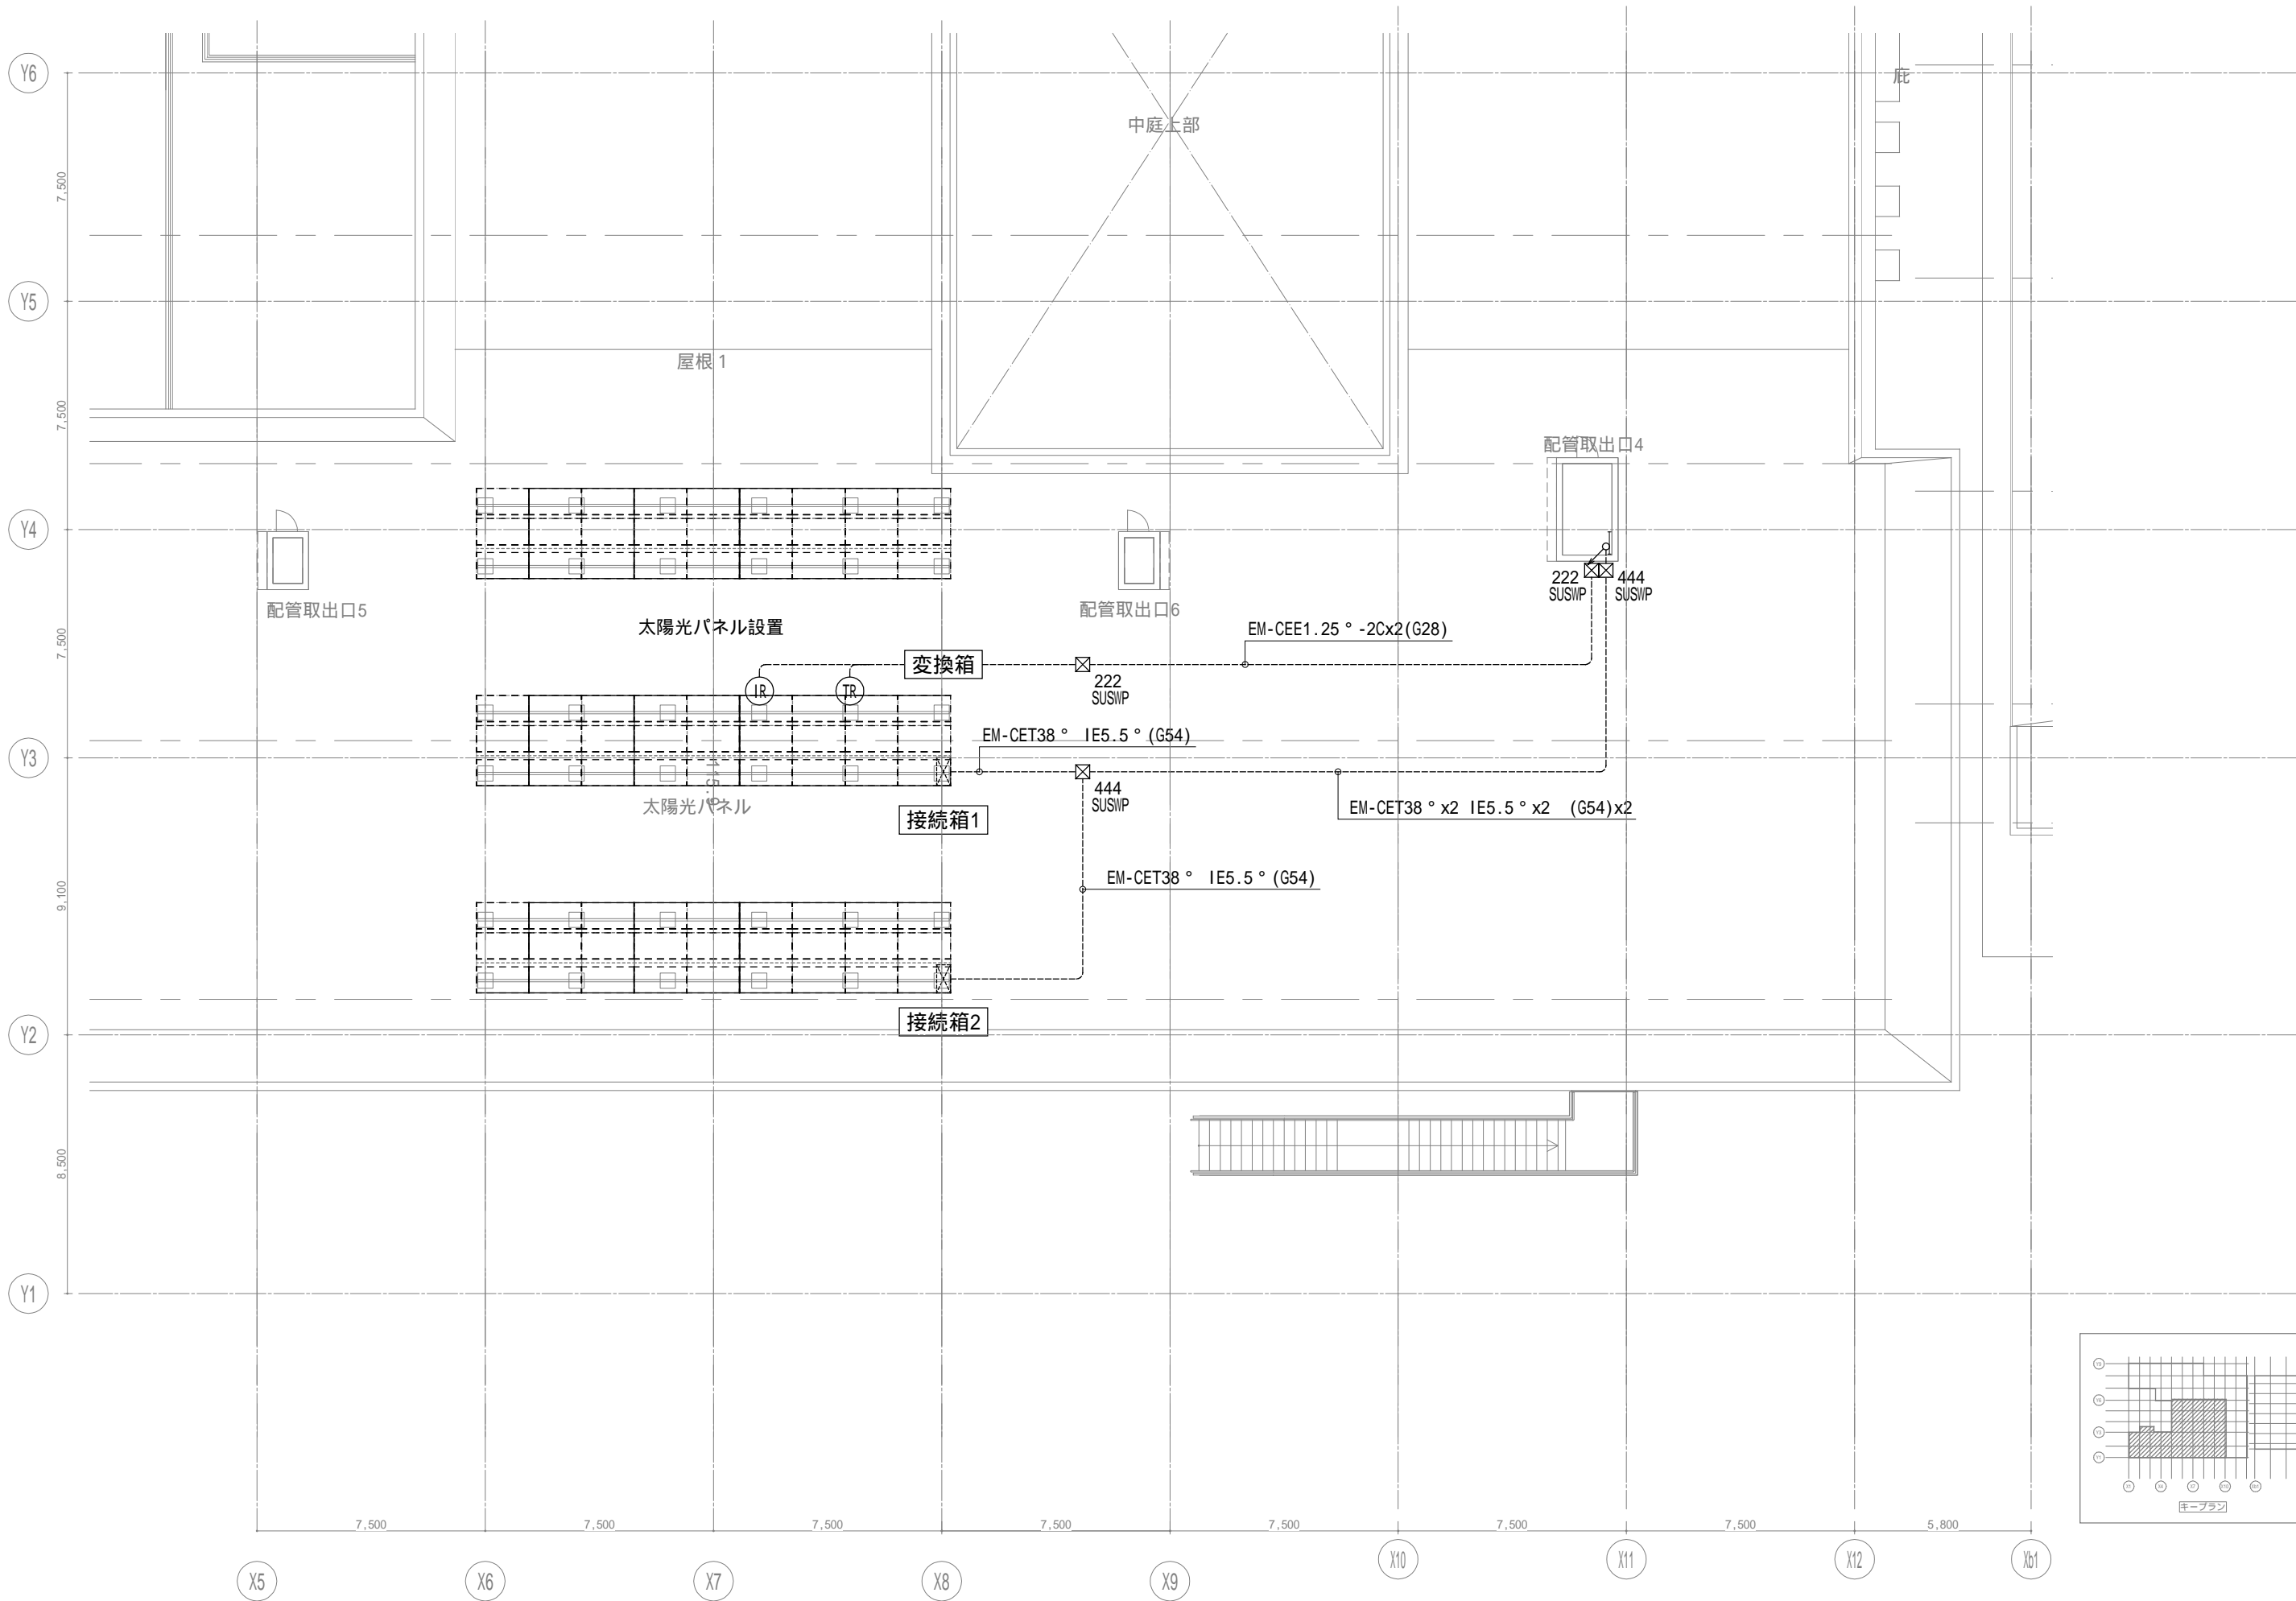 Y6
庇
中庭上部
7,500
Y5
屋根 1
7,500
配管取出口4
Y4
222
SUSWP
444
SUSWP
配管取出口5
配管取出口6
太陽光パネル設置
EM-CEE1.25°-2Cx2(G28)
7,500
変換箱
IR
TR
222
SUSWP
EM-CET38° IE5.5°(G54)
Y3
444
SUSWP
太陽光パネル
接続箱1
EM-CET38°x2 IE5.5°x2 (G54)x2
EM-CET38° IE5.5°(G54)
9,100
接続箱2
Y2
8,500
Y1
キープラン
7,500
7,500
7,500
7,500
7,500
7,500
7,500
5,800
X5
X6
X7
X8
X9
X10
X11
X12
Xb1